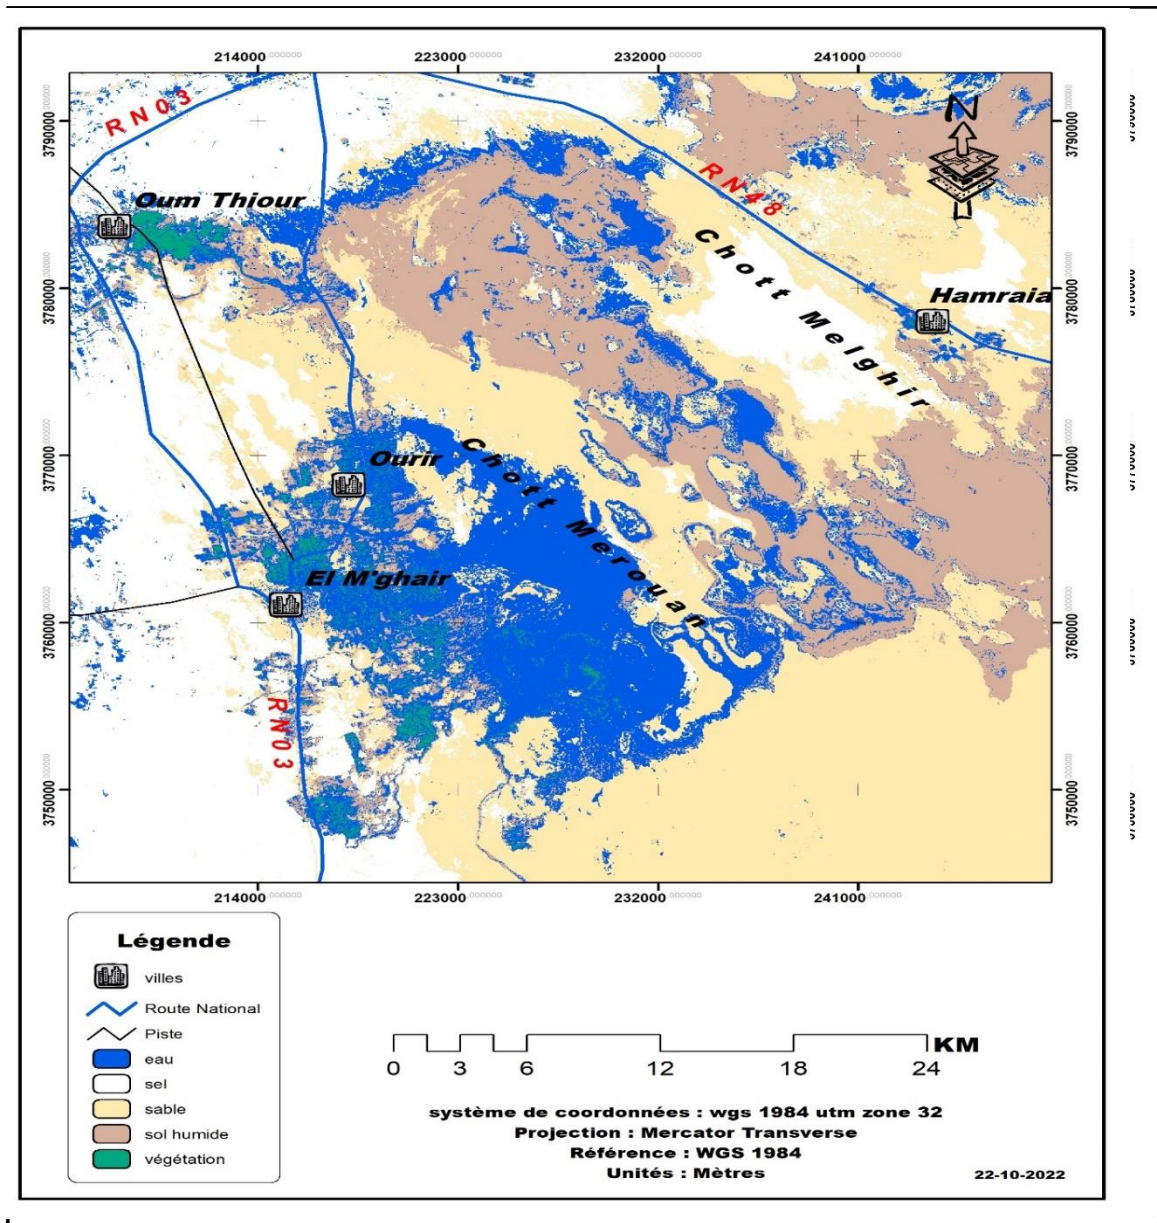 214000.000000 223000.000000 232000.000000 241000.000000
3790000.000000
3780000.000000
3770000.000000
3760000.000000
3750000.000000
3790000.000000
3780000.000000
3770000.000000
3760000.000000
3750000.000000
N
RN03
Oum Thiour
RN48
Chott Melghir
Hamraia
Ourir
Chott Merouan
El M'ghair
RN03
214000.000000 223000.000000 232000.000000 241000.000000
Légende
villes
Route National
Piste
eau
sel
sable
sol humide
végétation
KM
0 3 6 12 18 24
système de coordonnées : wgs 1984 utm zone 32
Projection : Mercator Transverse
Référence : WGS 1984
Unités : Mètres
22-10-2022